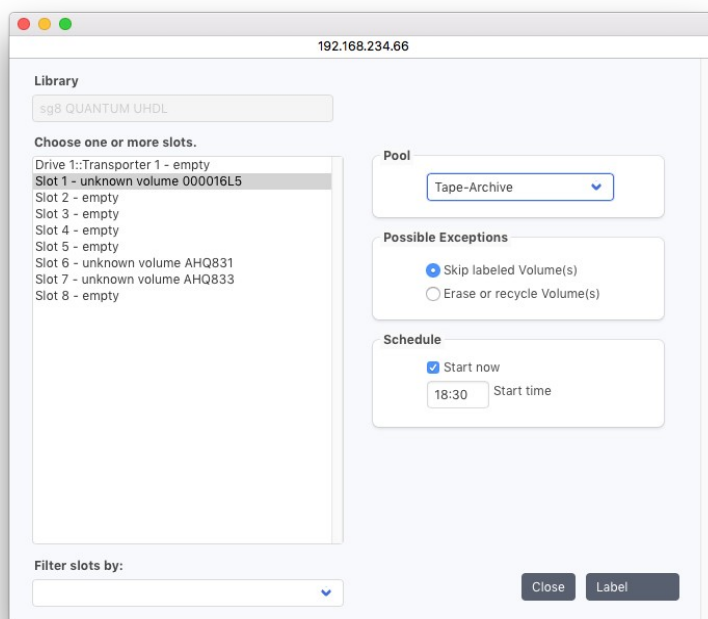 192.168.234.66
Library
sg8 QUANTUM UHDL
Choose one or more slots.
Drive 1::Transporter 1 - empty
Slot 1 - unknown volume 000016L5
Slot 2 - empty
Slot 3 - empty
Slot 4 - empty
Slot 5 - empty
Slot 6 - unknown volume AHQ831
Slot 7 - unknown volume AHQ833
Slot 8 - empty
Filter slots by:
Pool
Tape-Archive
Possible Exceptions
Skip labeled Volume(s)
Erase or recycle Volume(s)
Schedule
Start now
18:30 Start time
Close Label